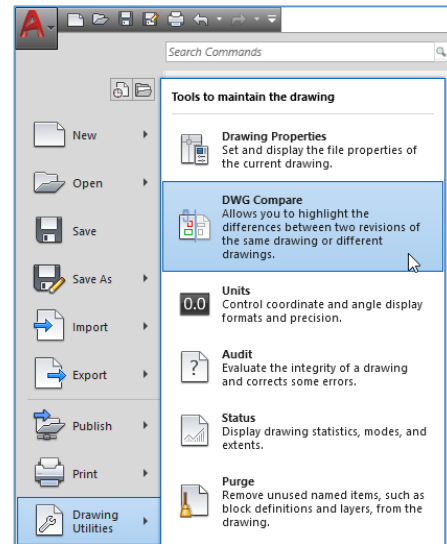 A
Search Commands
Tools to maintain the drawing
New
Open
Save
Save As
Import
Export
Publish
Print
Drawing
Utilities
Drawing Properties
Set and display the file properties of
the current drawing.
DWG Compare
Allows you to highlight the
differences between two revisions of
the same drawing or different
drawings.
Units
0.0
Control coordinate and angle display
formats and precision.
Audit
Evaluate the integrity of a drawing
and corrects some errors.
Status
Display drawing statistics, modes, and
extents.
Purge
Remove unused named items, such as
block definitions and layers, from the
drawing.